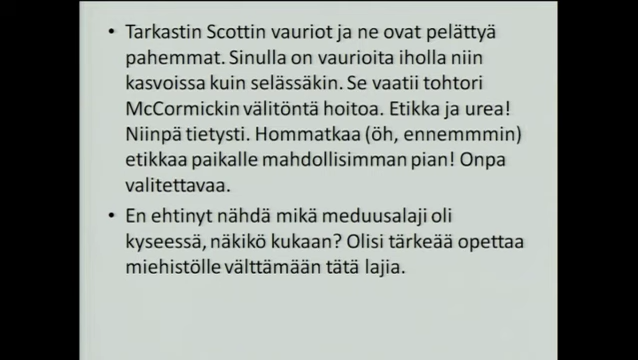 • Tarkastin Scottin vauriot ja ne ovat pelättyä
pahemmat. Sinulla on vaurioita iholla niin
kasvoissa kuin selässäkin. Se vaatii tohtori
McCormickin välitöntä hoitoa. Etikka ja urea!
Niinpä tietysti. Hommatkaa (öh, ennemmmin)
etikkaa paikalle mahdollisimman pian! Onpa
valitettavaa.
• En ehtinyt nähdä mikä meduusalaji oli
kyseessä, näkikö kukaan? Olisi tärkeää opettaa
miehistölle välttämään tätä lajia.